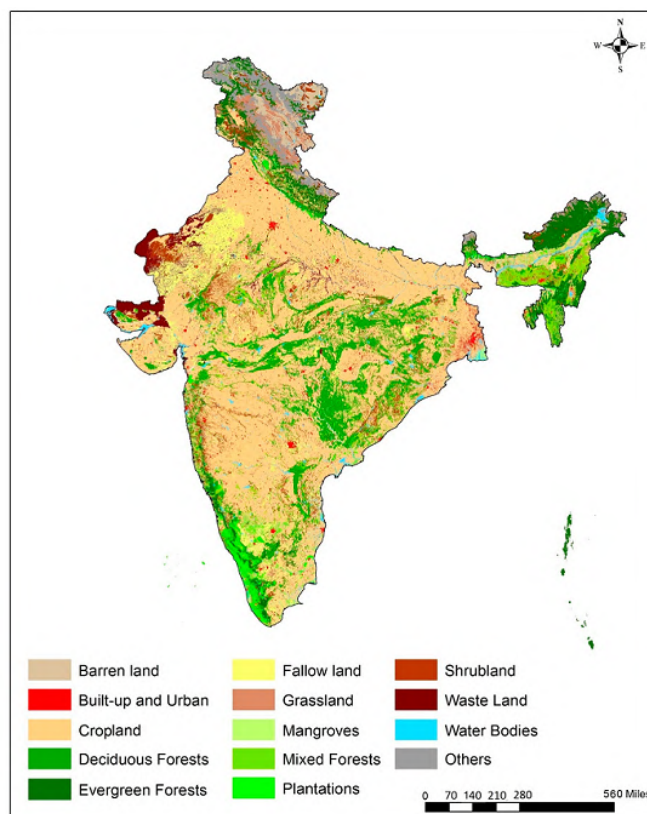 N
W E
S
Barren land
Built-up and Urban
Cropland
Deciduous Forests
Evergreen Forests
Fallow land
Grassland
Mangroves
Mixed Forests
Plantations
Shrubland
Waste Land
Water Bodies
Others
0 70 140 210 280 560 Miles